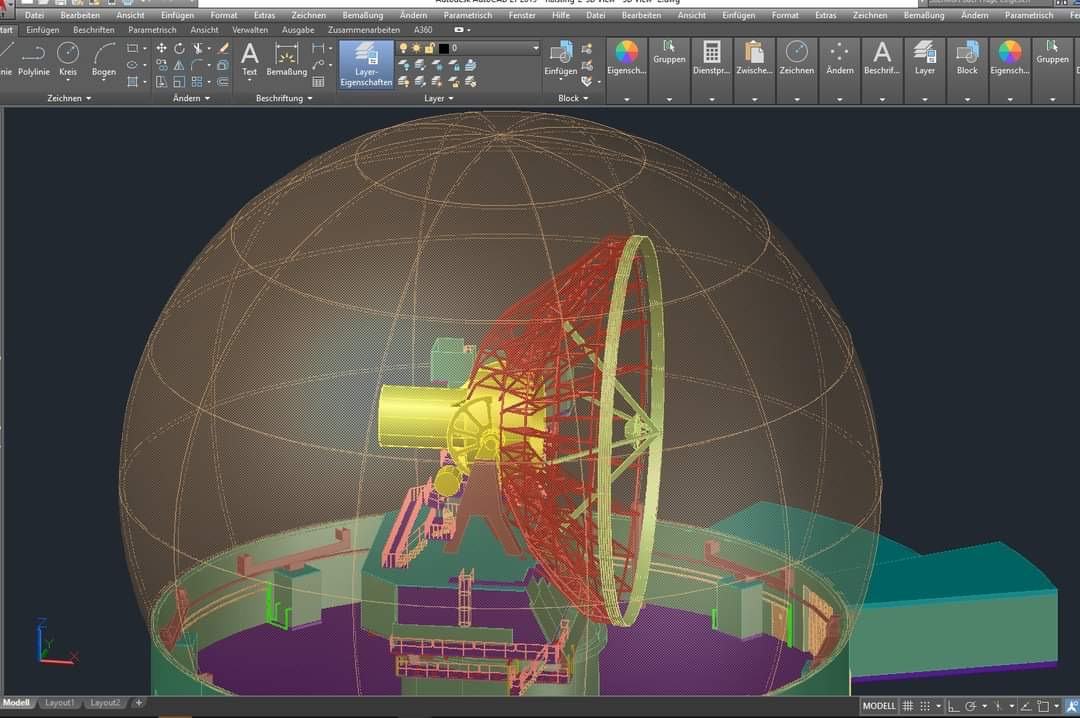 Datei Bearbeiten Ansicht Einfügen Format Extras Zeichnen Bemaßung Ändern Parametrisch Fenster Hilfe Datei Bearbeiten Ansicht Einfügen Format Extras Zeichnen Bemaßung Ändern Parametrisch
Einfügen Beschriften Parametrisch Ansicht Verwalten Ausgabe Zusammenarbeiten A360
0
Polylinie Kreis Bogen Text Bemaßung Layer-Eigenschaften Einfügen Eigensch... Gruppen Dienstpr... Zwische... Zeichnen Ändern Beschrif... Layer Block Eigensch... Gruppen
Zeichnen Ändern Beschriftung Layer Block
Z
Y
X
Modell Layout1 Layout2 + MODELL